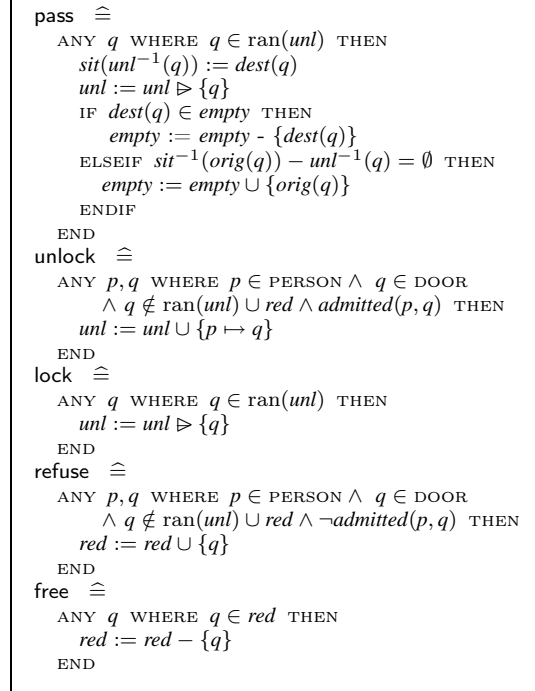 pass ≙
ANY q WHERE q ∈ ran(unl) THEN
sit(unl⁻¹(q)) := dest(q)
unl := unl ⩥ {q}
IF dest(q) ∈ empty THEN
empty := empty - {dest(q)}
ELSEIF sit⁻¹(orig(q)) − unl⁻¹(q) = ∅ THEN
empty := empty ∪ {orig(q)}
ENDIF
END
unlock ≙
ANY p, q WHERE p ∈ PERSON ∧ q ∈ DOOR
∧ q ∉ ran(unl) ∪ red ∧ admitted(p, q) THEN
unl := unl ∪ {p ↦ q}
END
lock ≙
ANY q WHERE q ∈ ran(unl) THEN
unl := unl ⩥ {q}
END
refuse ≙
ANY p, q WHERE p ∈ PERSON ∧ q ∈ DOOR
∧ q ∉ ran(unl) ∪ red ∧ ¬admitted(p, q) THEN
red := red ∪ {q}
END
free ≙
ANY q WHERE q ∈ red THEN
red := red − {q}
END